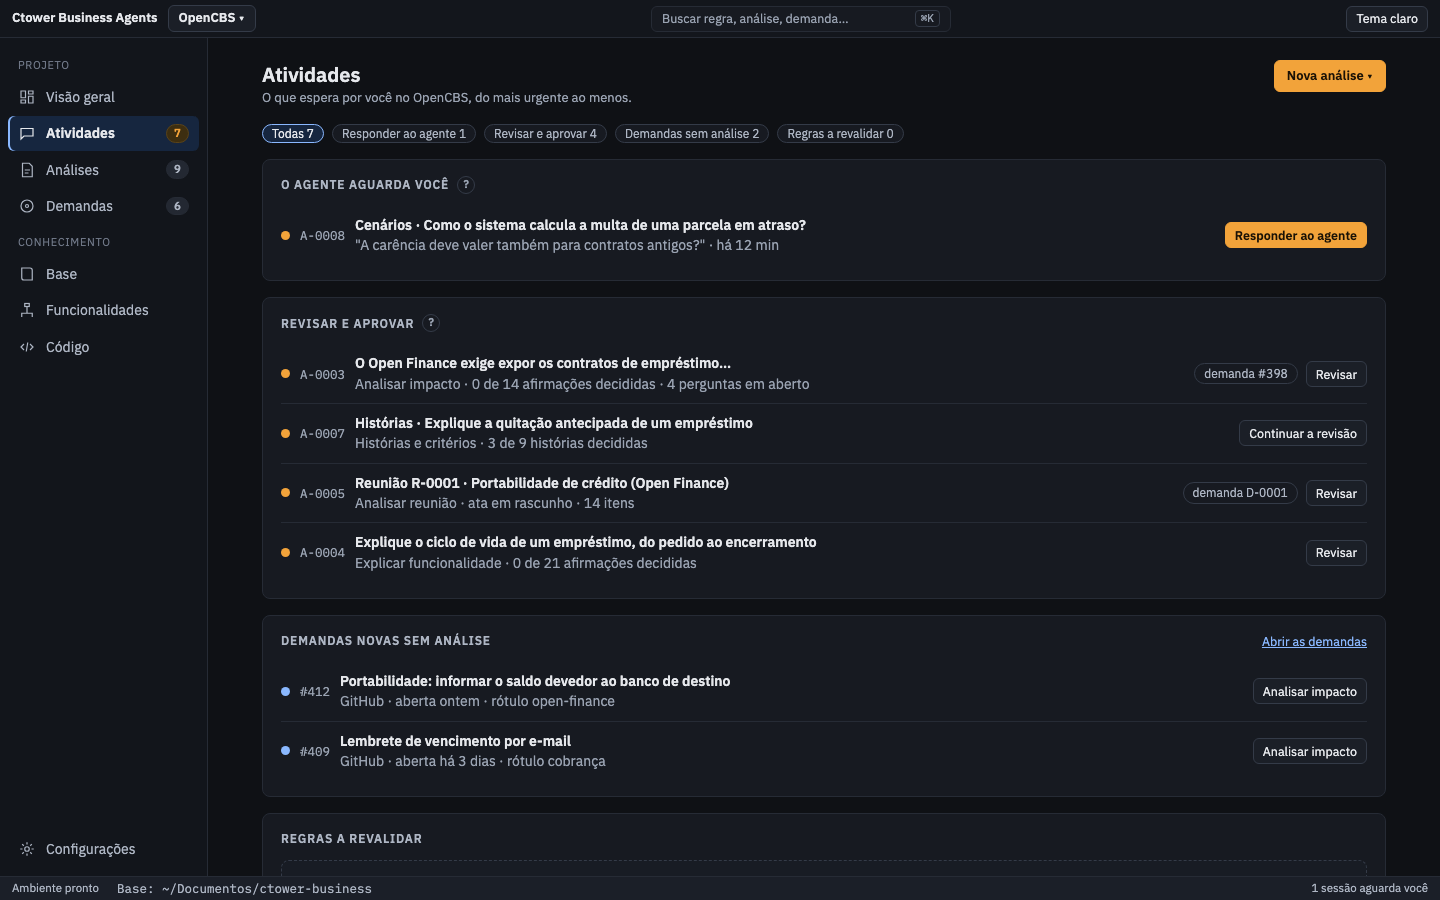 Ctower Business Agents
OpenCBS ▾
Buscar regra, análise, demanda...
⌘K
Tema claro
PROJETO
Visão geral
Atividades
7
Análises
9
Demandas
6
CONHECIMENTO
Base
Funcionalidades
Código
Configurações
Atividades
O que espera por você no OpenCBS, do mais urgente ao menos.
Nova análise ▾
Todas 7
Responder ao agente 1
Revisar e aprovar 4
Demandas sem análise 2
Regras a revalidar 0
O AGENTE AGUARDA VOCÊ
?
A-0008
Cenários · Como o sistema calcula a multa de uma parcela em atraso?
"A carência deve valer também para contratos antigos?" · há 12 min
Responder ao agente
REVISAR E APROVAR
?
A-0003
O Open Finance exige expor os contratos de empréstimo...
Analisar impacto · 0 de 14 afirmações decididas · 4 perguntas em aberto
demanda #398
Revisar
A-0007
Histórias · Explique a quitação antecipada de um empréstimo
Histórias e critérios · 3 de 9 histórias decididas
Continuar a revisão
A-0005
Reunião R-0001 · Portabilidade de crédito (Open Finance)
Analisar reunião · ata em rascunho · 14 itens
demanda D-0001
Revisar
A-0004
Explique o ciclo de vida de um empréstimo, do pedido ao encerramento
Explicar funcionalidade · 0 de 21 afirmações decididas
Revisar
DEMANDAS NOVAS SEM ANÁLISE
Abrir as demandas
#412
Portabilidade: informar o saldo devedor ao banco de destino
GitHub · aberta ontem · rótulo open-finance
Analisar impacto
#409
Lembrete de vencimento por e-mail
GitHub · aberta há 3 dias · rótulo cobrança
Analisar impacto
REGRAS A REVALIDAR
Ambiente pronto
Base: ~/Documentos/ctower-business
1 sessão aguarda você